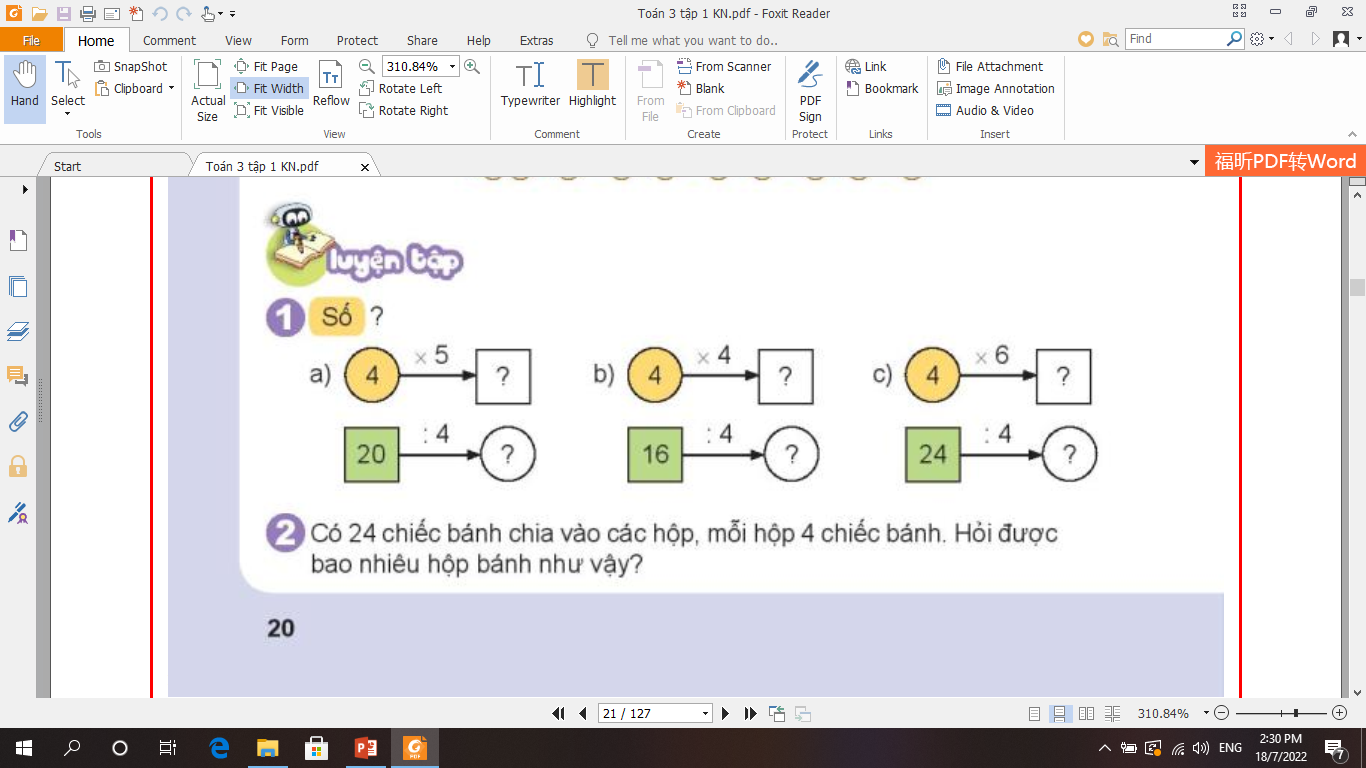 Toán 3 tập 1 KN.pdf - Foxit Reader
File Home Comment View Form Protect Share Help Extras Tell me what you want to do.. Find
Hand
Select
SnapShot
Clipboard
Tools
Actual Size
Fit Page
Fit Width
Fit Visible
Reflow
310.84%
Rotate Left
Rotate Right
View
Typewriter
Highlight
Comment
From File
From Scanner
Blank
From Clipboard
Create
PDF Sign
Protect
Link
Bookmark
Links
File Attachment
Image Annotation
Audio & Video
Insert
Start
Toán 3 tập 1 KN.pdf
福昕PDF转Word
luyện tập
1 Số ?
a) 4 × 5 ? b) 4 × 4 ? c) 4 × 6 ?
20 : 4 ? 16 : 4 ? 24 : 4 ?
2 Có 24 chiếc bánh chia vào các hộp, mỗi hộp 4 chiếc bánh. Hỏi được
bao nhiêu hộp bánh như vậy?
20
21 / 127
310.84%
ENG
2:30 PM
18/7/2022
7